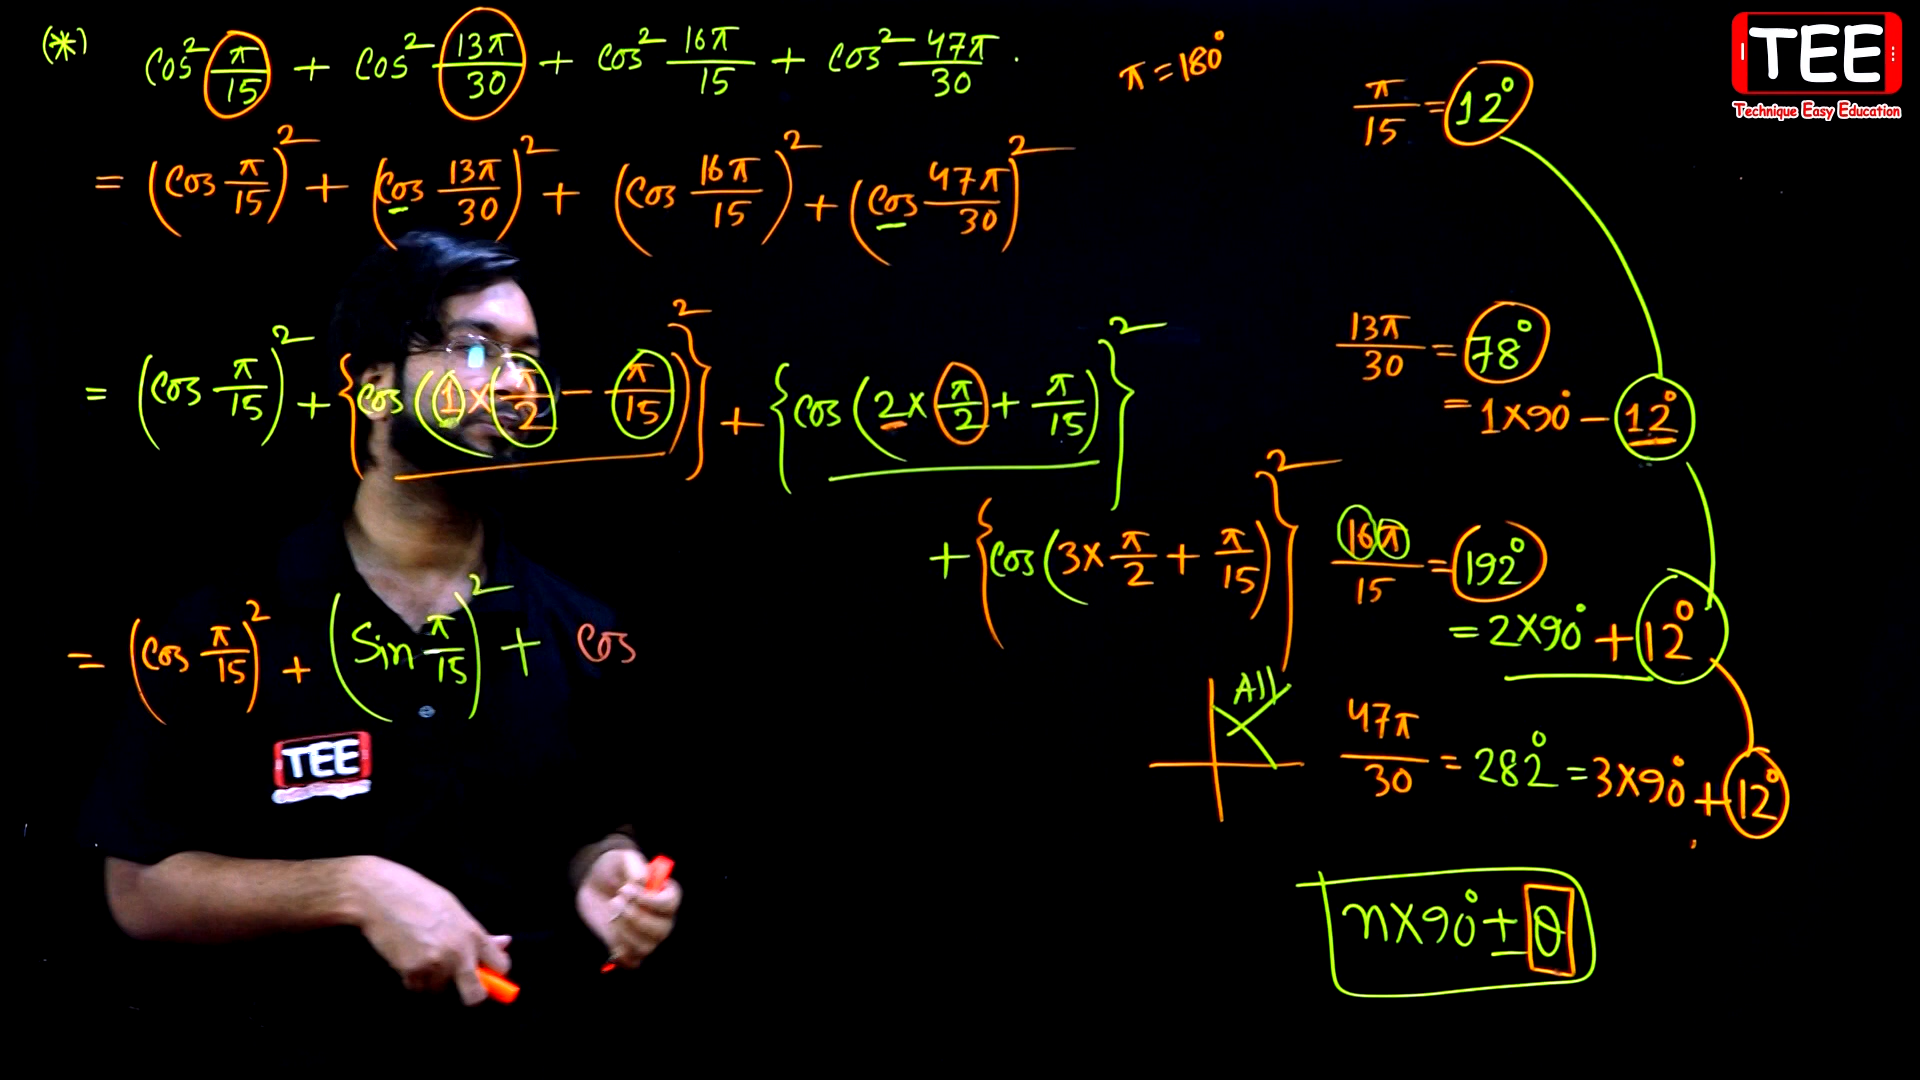 (*) cos² π/15 + cos² 13π/30 + cos² 16π/15 + cos² 47π/30 .
π = 180°
π/15 = 12°
TEE
Technique Easy Education
= (cos π/15)² + (cos 13π/30)² + (cos 16π/15)² + (cos 47π/30)²
13π/30 = 78°
= 1×90° - 12°
= (cos π/15)² + {cos (1×π/2 - π/15)}² + {cos (2×π/2 + π/15)}²
+ {cos (3×π/2 + π/15)}²
16π/15 = 192°
= 2×90° + 12°
= (cos π/15)² + (sin π/15)² + cos
All
47π/30 = 282° = 3×90° + 12°
TEE
n×90° ± θ